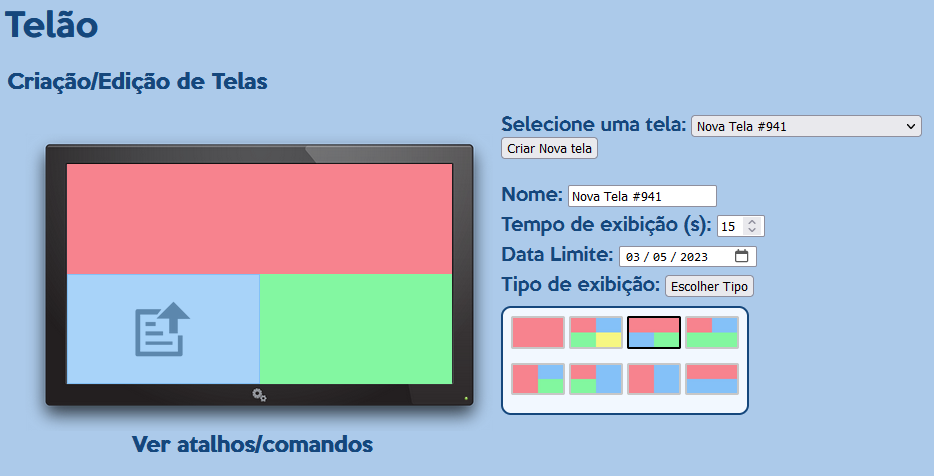 Telão
Criação/Edição de Telas
Selecione uma tela: Nova Tela #941
Criar Nova tela
Nome: Nova Tela #941
Tempo de exibição (s): 15
Data Limite: 03/05/2023
Tipo de exibição: Escolher Tipo
Ver atalhos/comandos